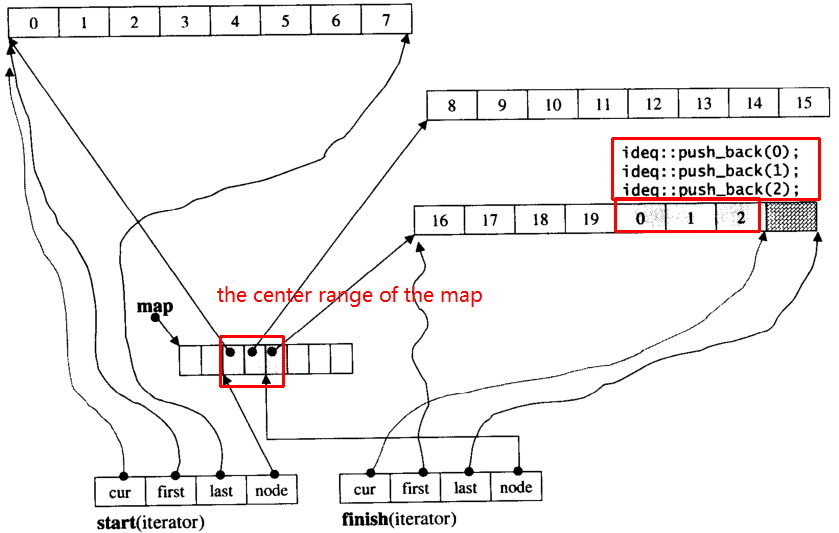 0 1 2 3 4 5 6 7
8 9 10 11 12 13 14 15
ideq::push_back(0);
ideq::push_back(1);
ideq::push_back(2);
16 17 18 19 0 1 2
the center range of the map
map
cur first last node
start(iterator)
cur first last node
finish(iterator)